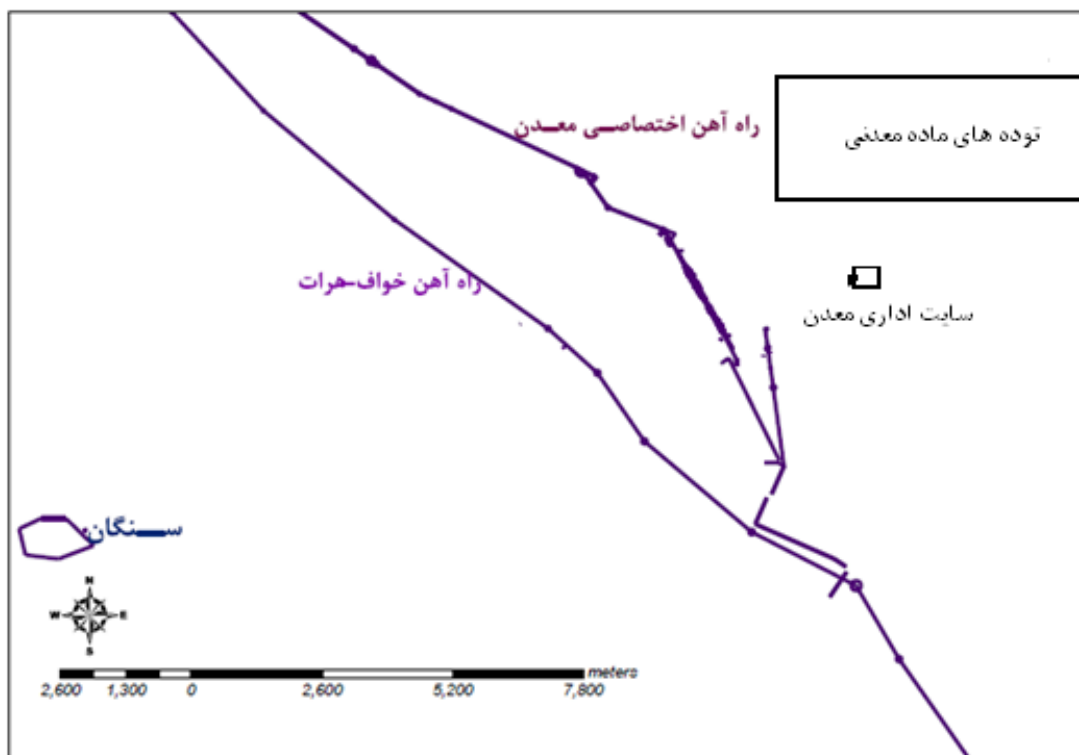 راه آهن اختصاصی معدن
توده های ماده معدنی
راه آهن خواف-هرات
سایت اداری معدن
سنگان
N
W E
S
meters
2,600 1,300 0 2,600 5,200 7,800